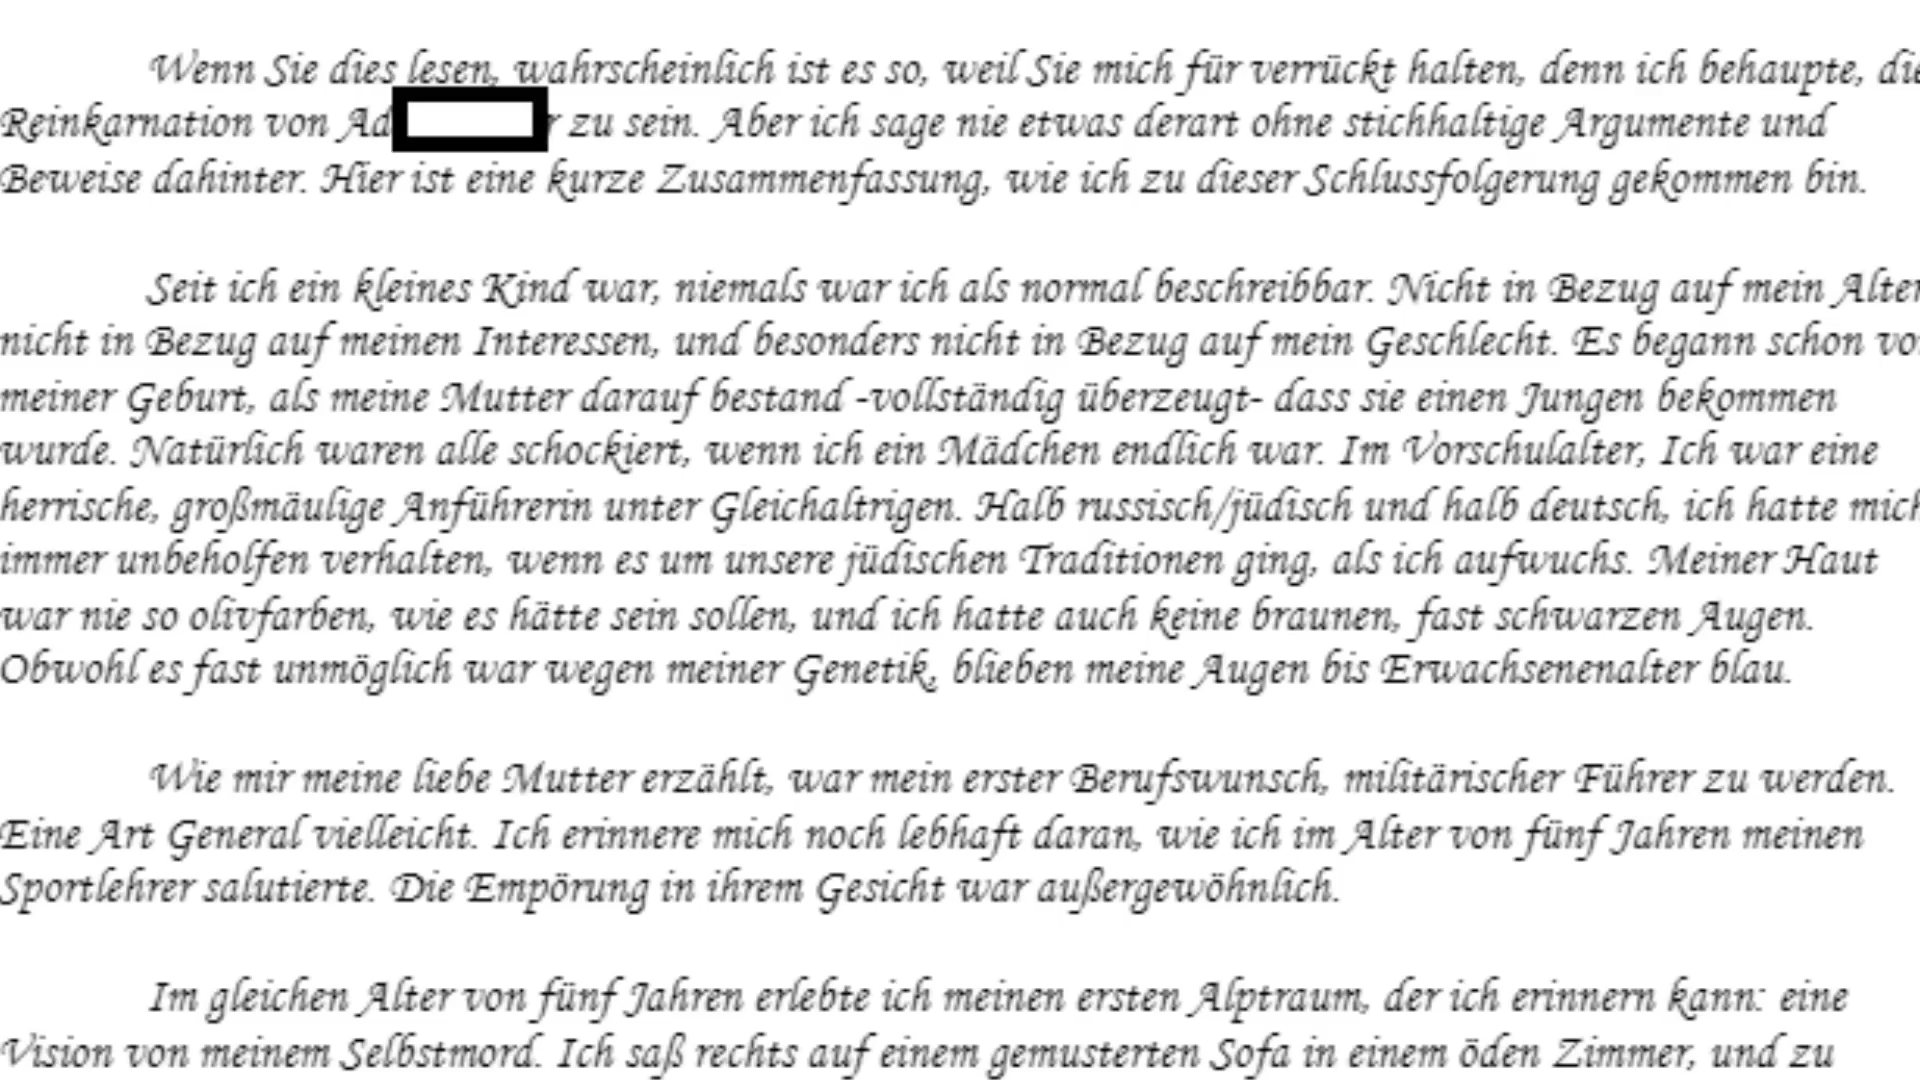 Wenn Sie dies lesen, wahrscheinlich ist es so, weil Sie mich für verrückt halten, denn ich behaupte, die
Reinkarnation von Ad r zu sein. Aber ich sage nie etwas derart ohne stichhaltige Argumente und
Beweise dahinter. Hier ist eine kurze Zusammenfassung, wie ich zu dieser Schlussfolgerung gekommen bin.
Seit ich ein kleines Kind war, niemals war ich als normal beschreibbar. Nicht in Bezug auf mein Alter
nicht in Bezug auf meinen Interessen, und besonders nicht in Bezug auf mein Geschlecht. Es begann schon vo
meiner Geburt, als meine Mutter darauf bestand -vollständig überzeugt- dass sie einen Jungen bekommen
wurde. Natürlich waren alle schockiert, wenn ich ein Mädchen endlich war. Im Vorschulalter, Ich war eine
herrische, großmäulige Anführerin unter Gleichaltrigen. Halb russisch/jüdisch und halb deutsch, ich hatte mich
immer unbeholfen verhalten, wenn es um unsere jüdischen Traditionen ging, als ich aufwuchs. Meiner Haut
war nie so olivfarben, wie es hätte sein sollen, und ich hatte auch keine braunen, fast schwarzen Augen.
Obwohl es fast unmöglich war wegen meiner Genetik, blieben meine Augen bis Erwachsenenalter blau.
Wie mir meine liebe Mutter erzählt, war mein erster Berufswunsch, militärischer Führer zu werden.
Eine Art General vielleicht. Ich erinnere mich noch lebhaft daran, wie ich im Alter von fünf Jahren meinen
Sportlehrer salutierte. Die Empörung in ihrem Gesicht war außergewöhnlich.
Im gleichen Alter von fünf Jahren erlebte ich meinen ersten Alptraum, der ich erinnern kann: eine
Vision von meinem Selbstmord. Ich saß rechts auf einem gemusterten Sofa in einem öden Zimmer, und zu